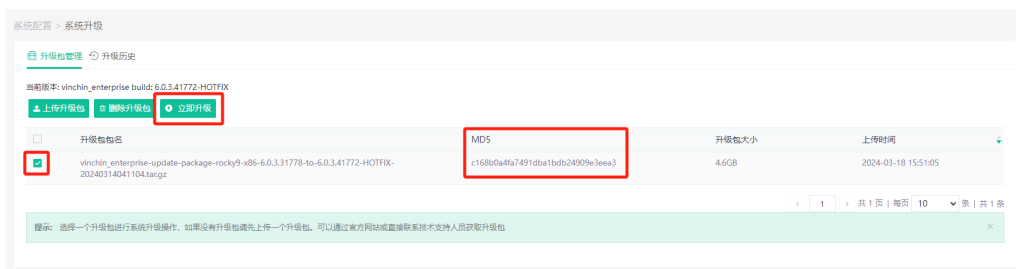 系统配置 > 系统升级
升级包管理 升级历史
当前版本: vinchin_enterprise build: 6.0.3.41772-HOTFIX
上传升级包 删除升级包 立即升级
升级包包名 MD5 升级包大小 上传时间
vinchin_enterprise-update-package-rocky9-x86-6.0.3.31778-to-6.0.3.41772-HOTFIX-20240314041104.tar.gz c168b0a4fa7491dba1bdb24909e3eea3 4.6GB 2024-03-18 15:51:05
‹ 1 › 共 1 页 | 每页 10 条 | 共 1 条
提示: 选择一个升级包进行系统升级操作，如果没有升级包请先上传一个升级包。可以通过官方网站或直接联系技术支持人员获取升级包 ×